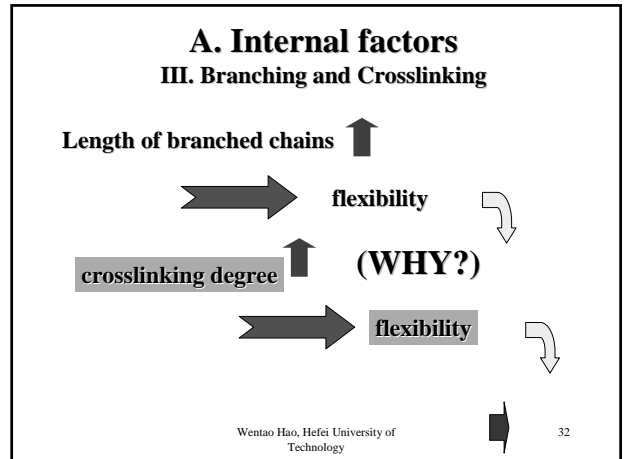 A. Internal factors
III. Branching and Crosslinking
Length of branched chains
flexibility
(WHY?)
crosslinking degree
flexibility
Wentao Hao, Hefei University of
Technology
32